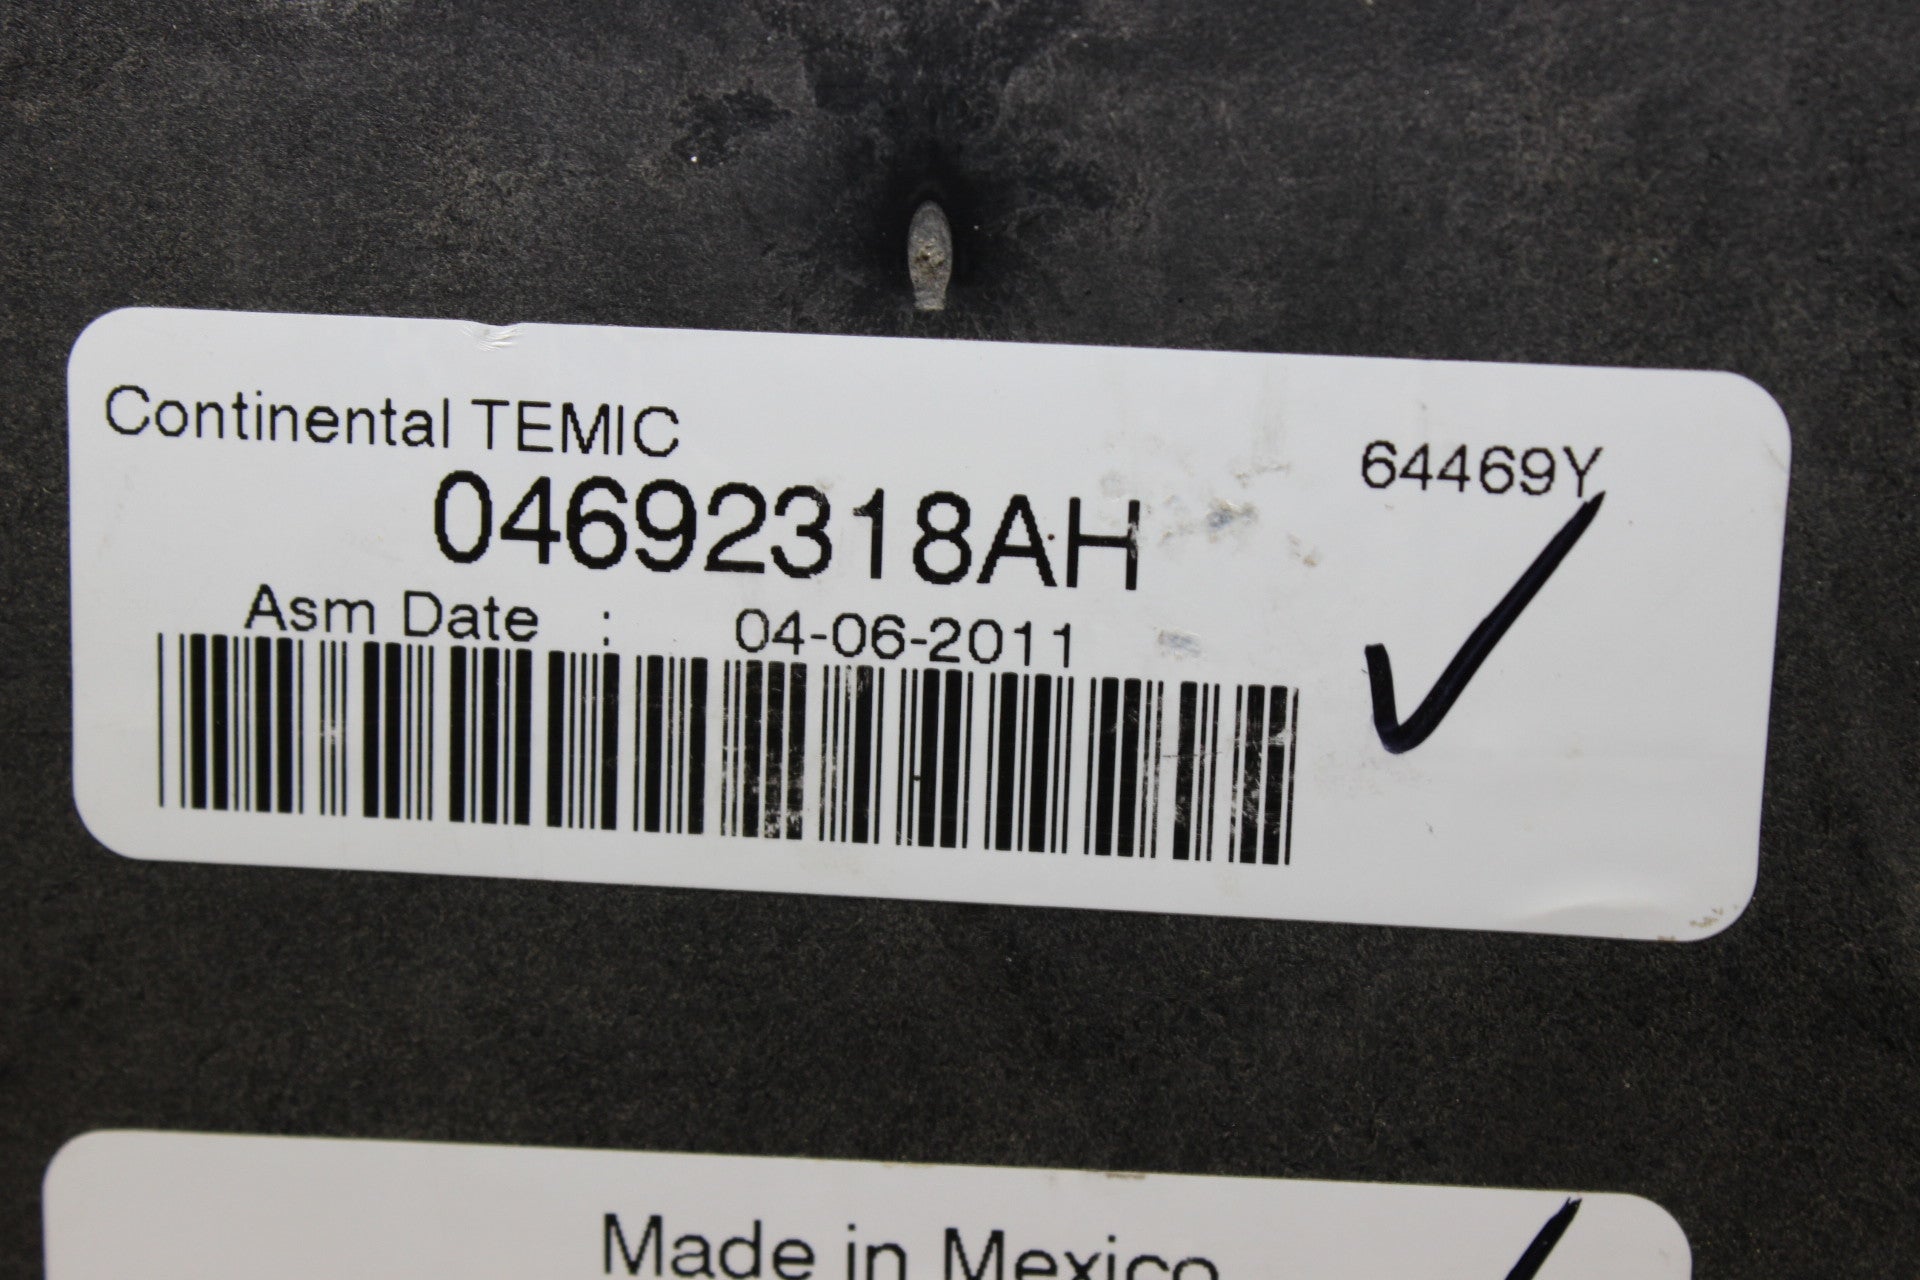 Continental TEMIC
64469Y
04692318AH
Asm Date : 04-06-2011
Made in Mexico